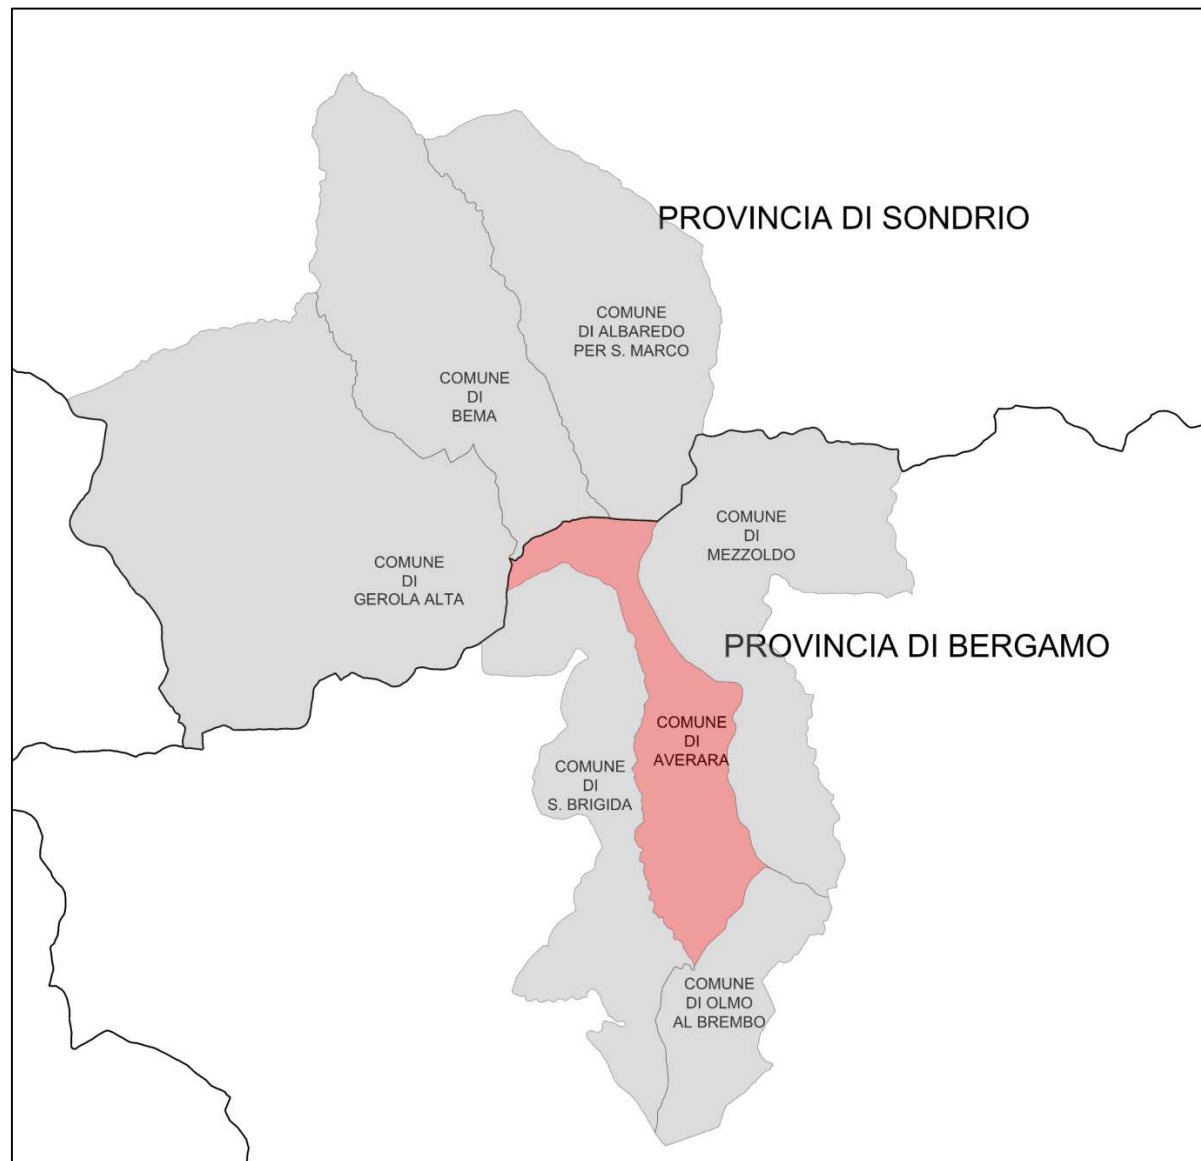 PROVINCIA DI SONDRIO
COMUNE
DI ALBAREDO
PER S. MARCO
COMUNE
DI
BEMA
COMUNE
DI
MEZZOLDO
COMUNE
DI
GEROLA ALTA
PROVINCIA DI BERGAMO
COMUNE
DI
AVERARA
COMUNE
DI
S. BRIGIDA
COMUNE
DI OLMO
AL BREMBO